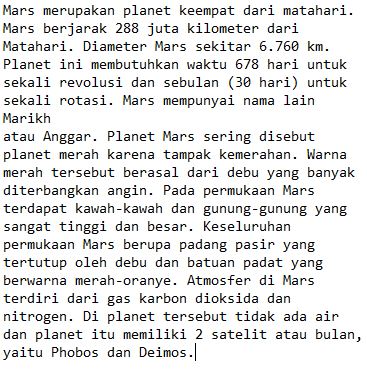 Mars merupakan planet keempat dari matahari.
Mars berjarak 288 juta kilometer dari
Matahari. Diameter Mars sekitar 6.760 km.
Planet ini membutuhkan waktu 678 hari untuk
sekali revolusi dan sebulan (30 hari) untuk
sekali rotasi. Mars mempunyai nama lain
Marikh
atau Anggar. Planet Mars sering disebut
planet merah karena tampak kemerahan. Warna
merah tersebut berasal dari debu yang banyak
diterbangkan angin. Pada permukaan Mars
terdapat kawah-kawah dan gunung-gunung yang
sangat tinggi dan besar. Keseluruhan
permukaan Mars berupa padang pasir yang
tertutup oleh debu dan batuan padat yang
berwarna merah-oranye. Atmosfer di Mars
terdiri dari gas karbon dioksida dan
nitrogen. Di planet tersebut tidak ada air
dan planet itu memiliki 2 satelit atau bulan,
yaitu Phobos dan Deimos.